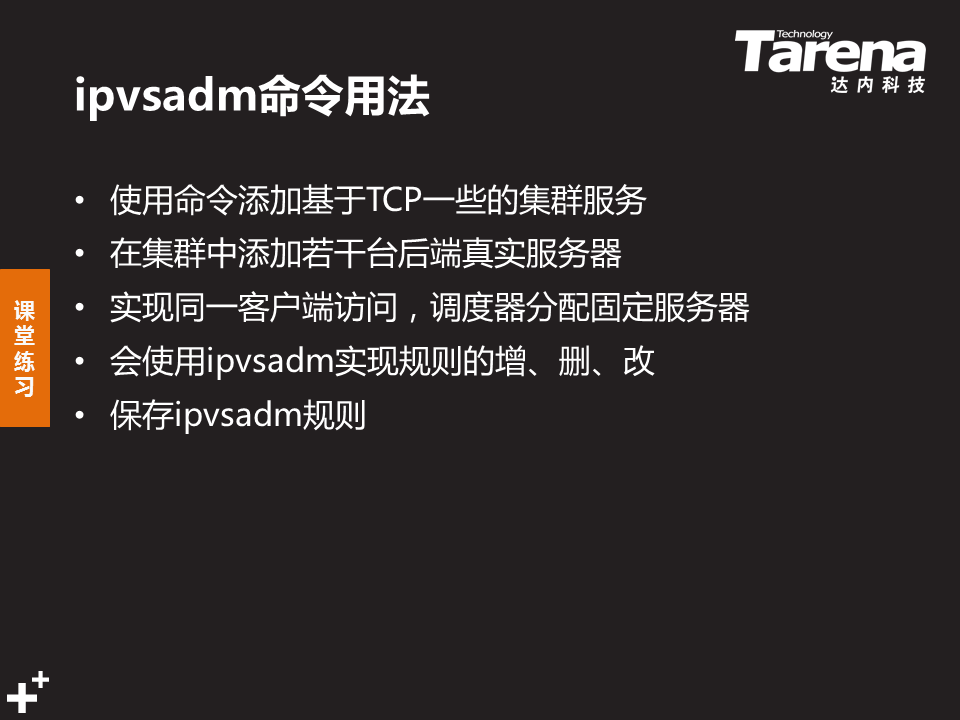 Technology
Tarena
达内科技
ipvsadm命令用法
• 使用命令添加基于TCP一些的集群服务
• 在集群中添加若干台后端真实服务器
• 实现同一客户端访问，调度器分配固定服务器
• 会使用ipvsadm实现规则的增、删、改
• 保存ipvsadm规则
课
堂
练
习